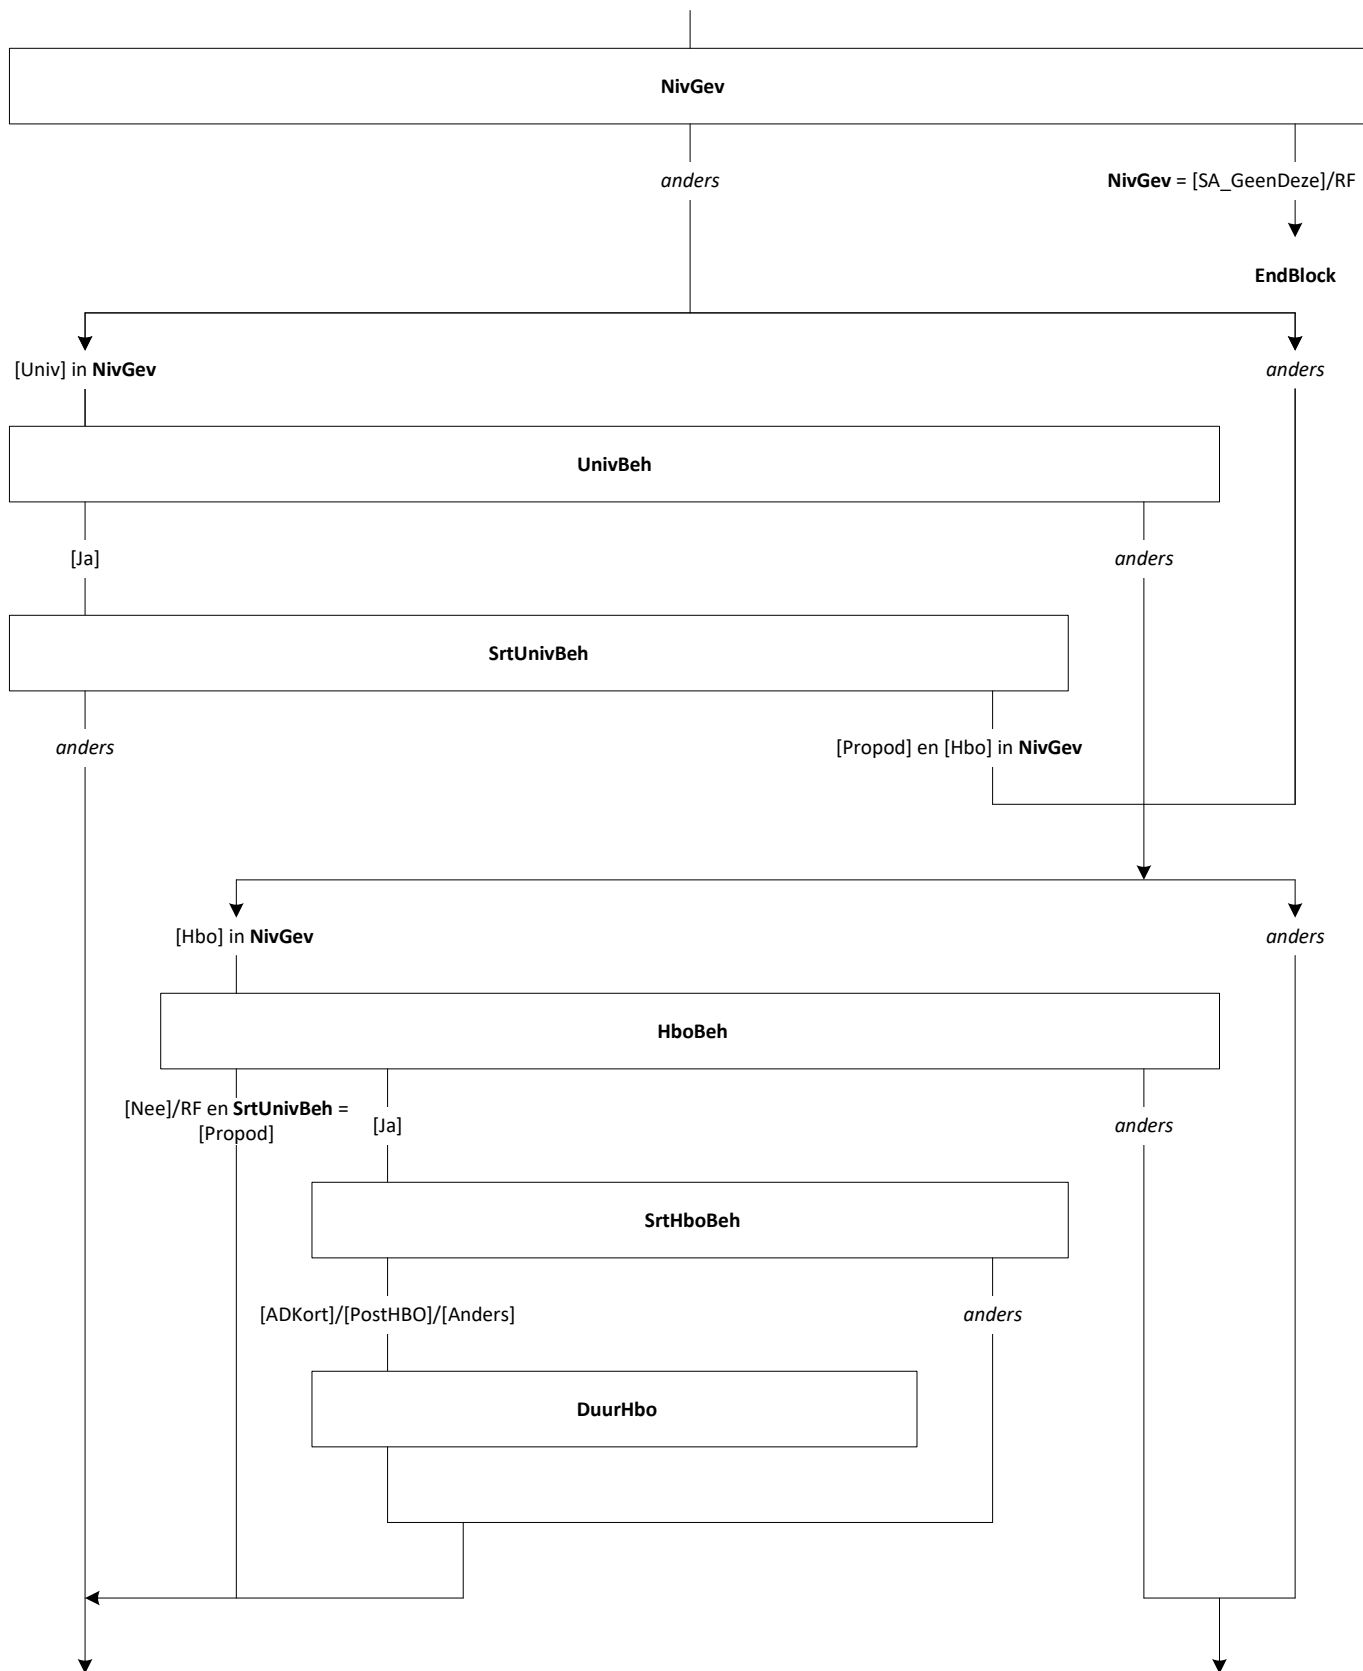 NivGev
anders
NivGev = [SA_GeenDeze]/RF
EndBlock
[Univ] in NivGev
anders
UnivBeh
[Ja]
anders
SrtUnivBeh
anders
[Propod] en [Hbo] in NivGev
[Hbo] in NivGev
anders
HboBeh
[Nee]/RF en SrtUnivBeh =
[Propod]
[Ja]
anders
SrtHboBeh
[ADKort]/[PostHBO]/[Anders]
anders
DuurHbo